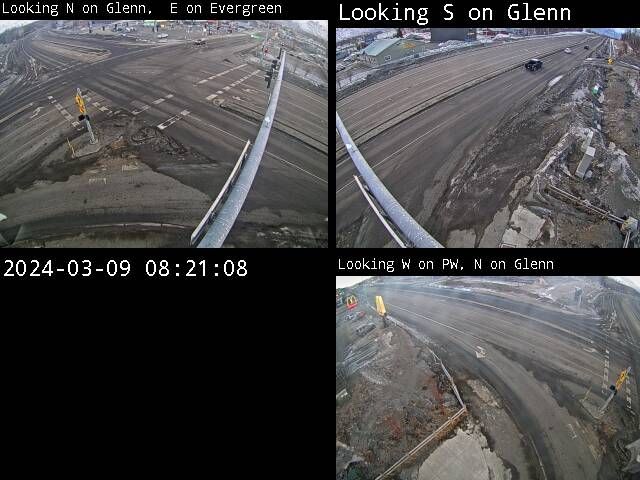 Looking N on Glenn,  E on Evergreen
Looking S on Glenn
2024-03-09 08:21:08
Looking W on PW, N on Glenn